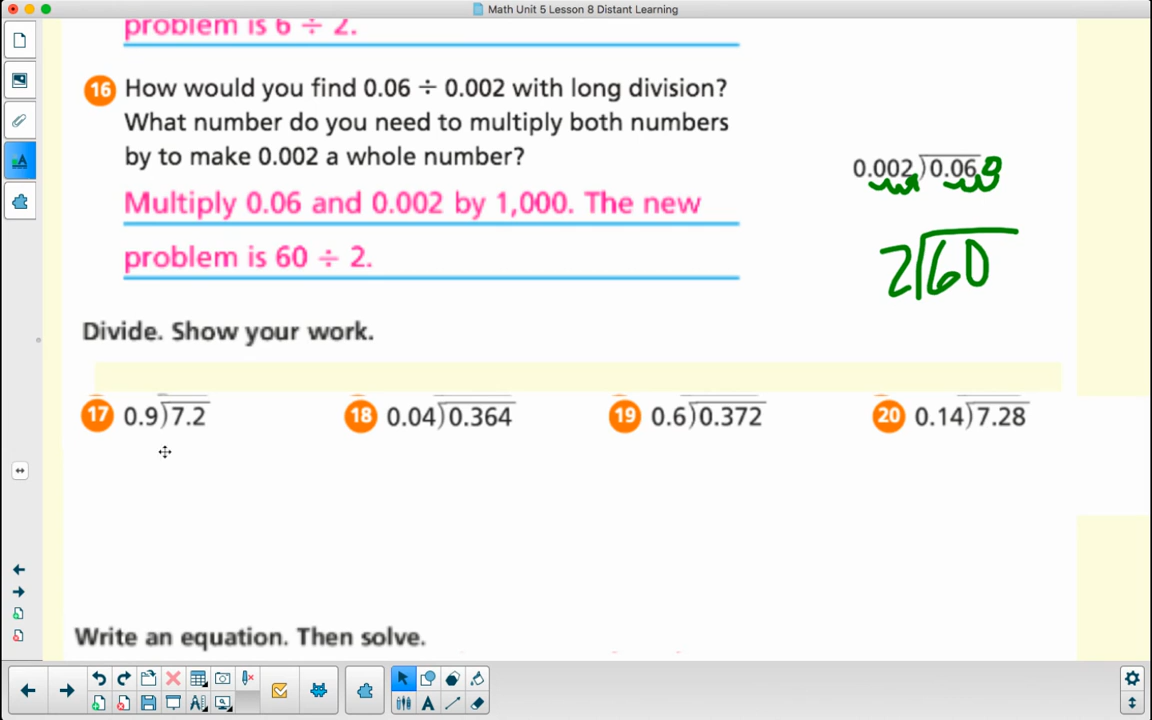 Math Unit 5 Lesson 8 Distant Learning
problem is 6 ÷ 2.
16 How would you find 0.06 ÷ 0.002 with long division?
What number do you need to multiply both numbers
by to make 0.002 a whole number?
0.002)0.060
Multiply 0.06 and 0.002 by 1,000. The new
problem is 60 ÷ 2.
2)60
Divide. Show your work.
17 0.9)7.2
18 0.04)0.364
19 0.6)0.372
20 0.14)7.28
Write an equation. Then solve.